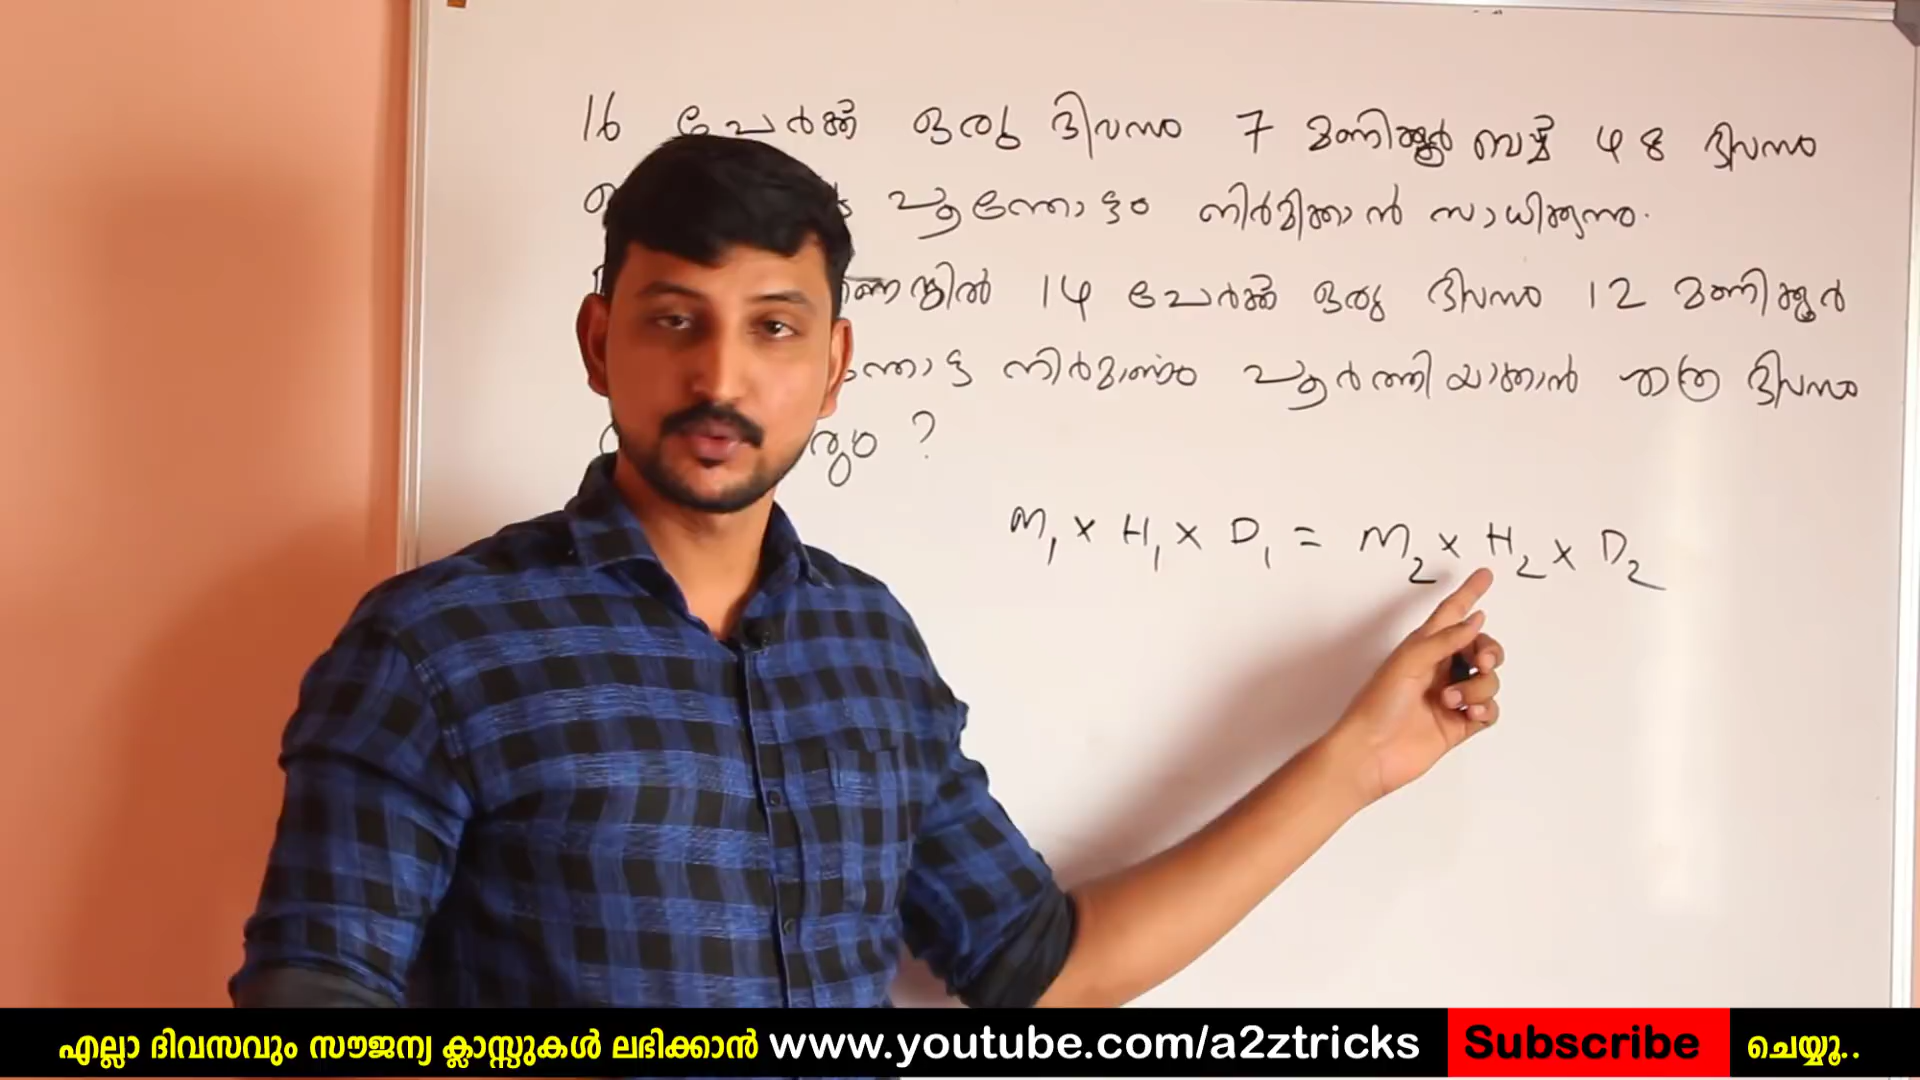 16 പേർക്ക് ഒരു ദിവസം 7 മണിക്കൂർ വച്ച് 48 ദിവസം
പൂന്തോട്ടം നിർമിക്കാൻ സാധിക്കുന്നു.
14 പേർക്ക് ഒരു ദിവസം 12 മണിക്കൂർ
നിർമാണം പൂർത്തിയാക്കാൻ എത്ര ദിവസം
?
M₁ × H₁ × D₁ = M₂ × H₂ × D₂
എല്ലാ ദിവസവും സൗജന്യ ക്ലാസ്സുകൾ ലഭിക്കാൻ www.youtube.com/a2ztricks Subscribe ചെയ്യൂ..